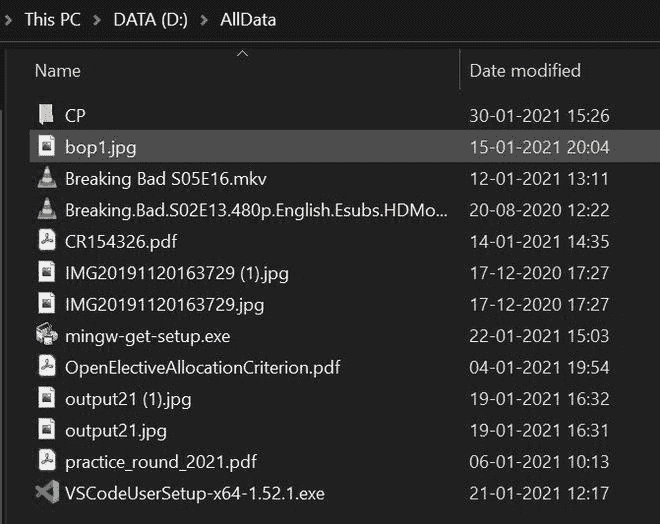 This PC > DATA (D:) > AllData
Name Date modified
CP 30-01-2021 15:26
bop1.jpg 15-01-2021 20:04
Breaking Bad S05E16.mkv 12-01-2021 13:11
Breaking.Bad.S02E13.480p.English.Esubs.HDMo... 20-08-2020 12:22
CR154326.pdf 14-01-2021 14:35
IMG20191120163729 (1).jpg 17-12-2020 17:27
IMG20191120163729.jpg 17-12-2020 17:27
mingw-get-setup.exe 22-01-2021 15:03
OpenElectiveAllocationCriterion.pdf 04-01-2021 19:54
output21 (1).jpg 19-01-2021 16:32
output21.jpg 19-01-2021 16:31
practice_round_2021.pdf 06-01-2021 10:13
VSCodeUserSetup-x64-1.52.1.exe 21-01-2021 12:17